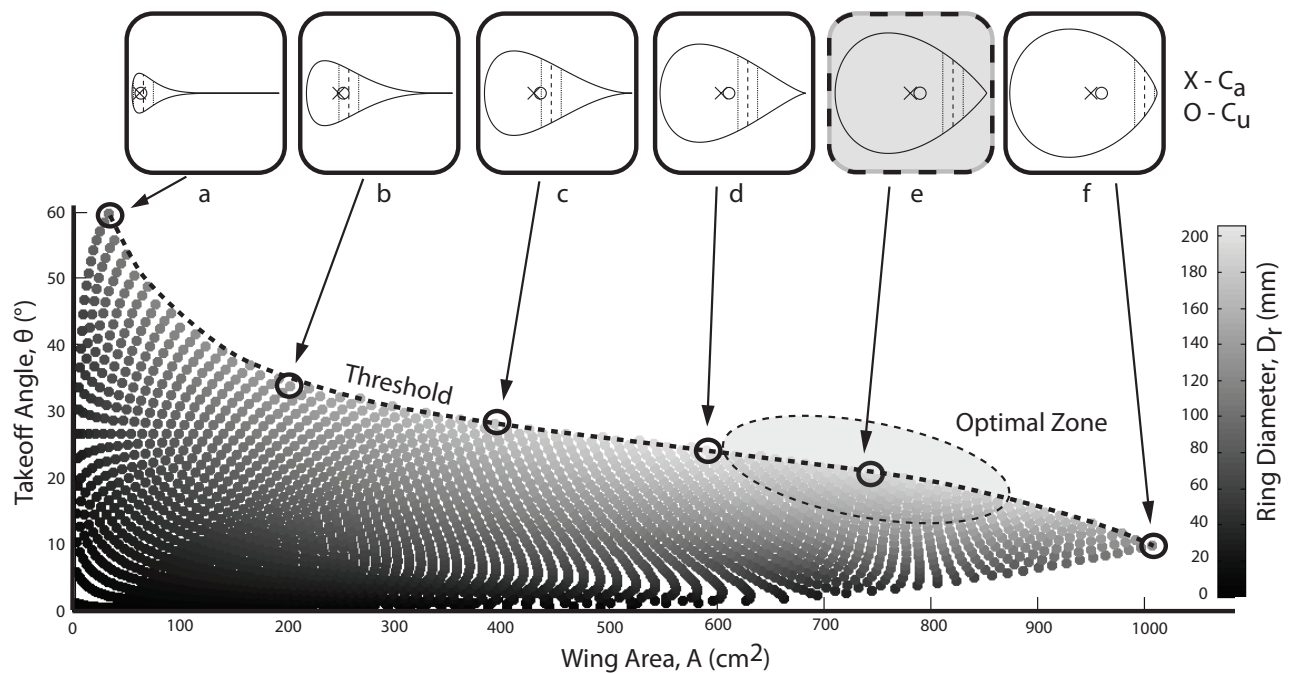 X - Ca
O - Cu
a
b
c
d
e
f
60
50
40
30
20
10
0
Takeoff Angle, θ (°)
Threshold
Optimal Zone
0
100
200
300
400
500
600
700
800
900
1000
Wing Area, A (cm2)
200
180
160
140
120
100
80
60
40
20
0
Ring Diameter, Dr (mm)